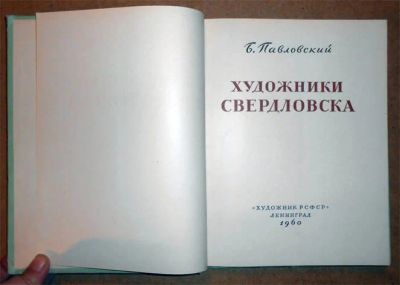 Б. Павловский
ХУДОЖНИКИ
СВЕРДЛОВСКА
«ХУДОЖНИК РСФСР»
ЛЕНИНГРАД
1960